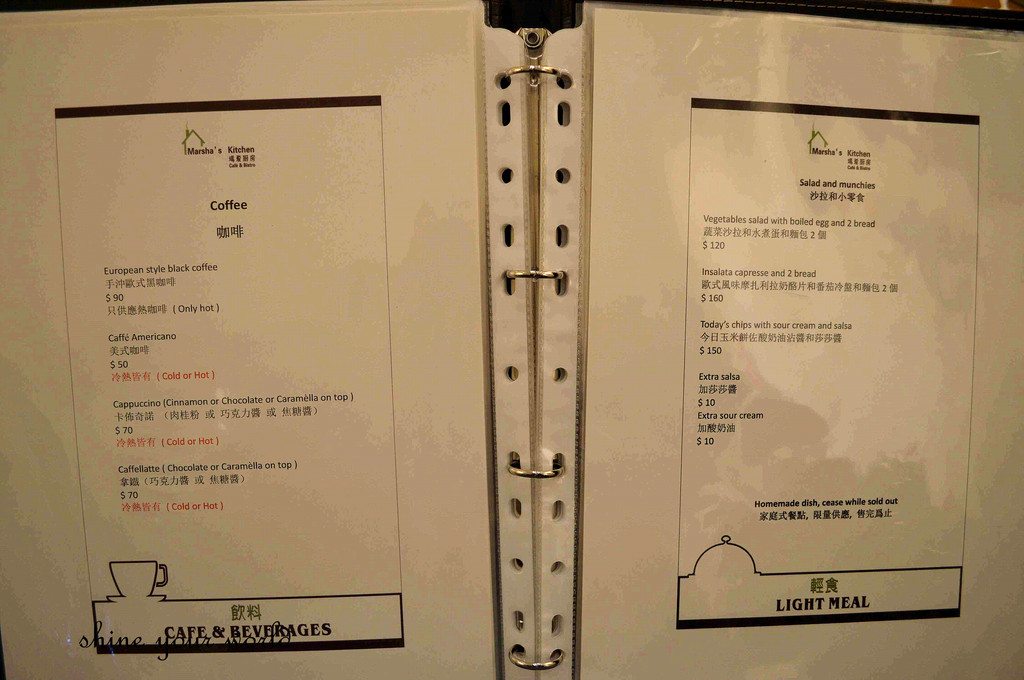 Marsha's Kitchen
瑪夏厨房
Café & Bistro
Coffee
咖啡
European style black coffee
手沖歐式黑咖啡
$ 90
只供應熱咖啡 ( Only hot )
Caffé Americano
美式咖啡
$ 50
冷熱皆有 ( Cold or Hot )
Cappuccino (Cinnamon or Chocolate or Caramèlla on top )
卡佈奇諾 （肉桂粉 或 巧克力醬 或 焦糖醬）
$ 70
冷熱皆有 ( Cold or Hot )
Caffellatte ( Chocolate or Caramèlla on top )
拿鐵（巧克力醬 或 焦糖醬）
$ 70
冷熱皆有 ( Cold or Hot )
飲料
CAFE & BEVERAGES
shine your world
Marsha's Kitchen
瑪夏厨房
Café & Bistro
Salad and munchies
沙拉和小零食
Vegetables salad with boiled egg and 2 bread
蔬菜沙拉和水煮蛋和麵包 2 個
$ 120
Insalata capresse and 2 bread
歐式風味摩扎利拉奶酪片和番茄冷盤和麵包 2 個
$ 160
Today's chips with sour cream and salsa
今日玉米餅佐酸奶油沾醬和莎莎醬
$ 150
Extra salsa
加莎莎醬
$ 10
Extra sour cream
加酸奶油
$ 10
Homemade dish, cease while sold out
家庭式餐點, 限量供應, 售完爲止
輕食
LIGHT MEAL